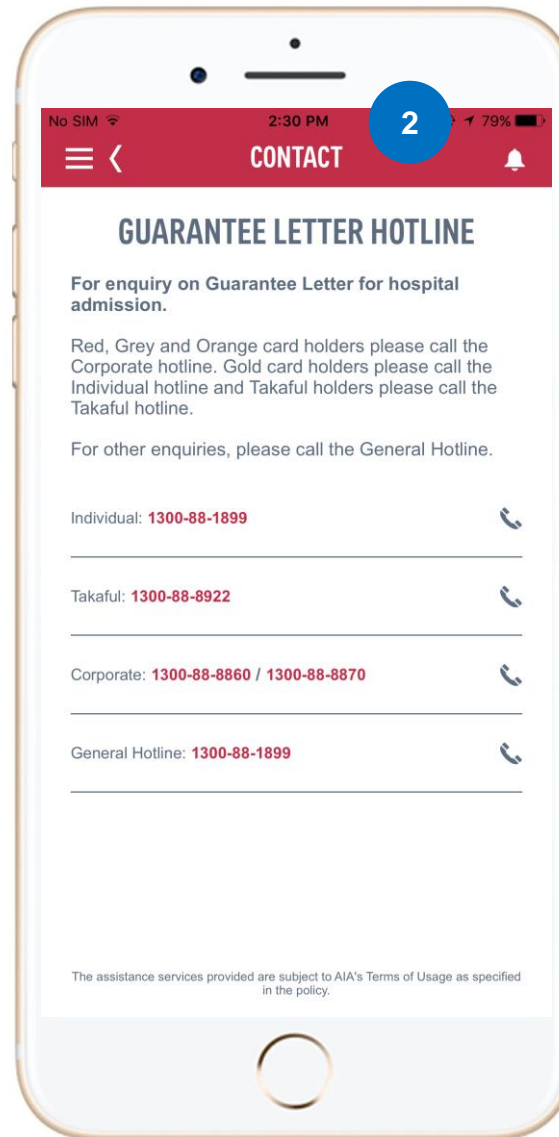 No SIM 2:30 PM 79%
2
CONTACT
GUARANTEE LETTER HOTLINE
For enquiry on Guarantee Letter for hospital
admission.
Red, Grey and Orange card holders please call the
Corporate hotline. Gold card holders please call the
Individual hotline and Takaful holders please call the
Takaful hotline.
For other enquiries, please call the General Hotline.
Individual: 1300-88-1899
Takaful: 1300-88-8922
Corporate: 1300-88-8860 / 1300-88-8870
General Hotline: 1300-88-1899
The assistance services provided are subject to AIA's Terms of Usage as specified
in the policy.